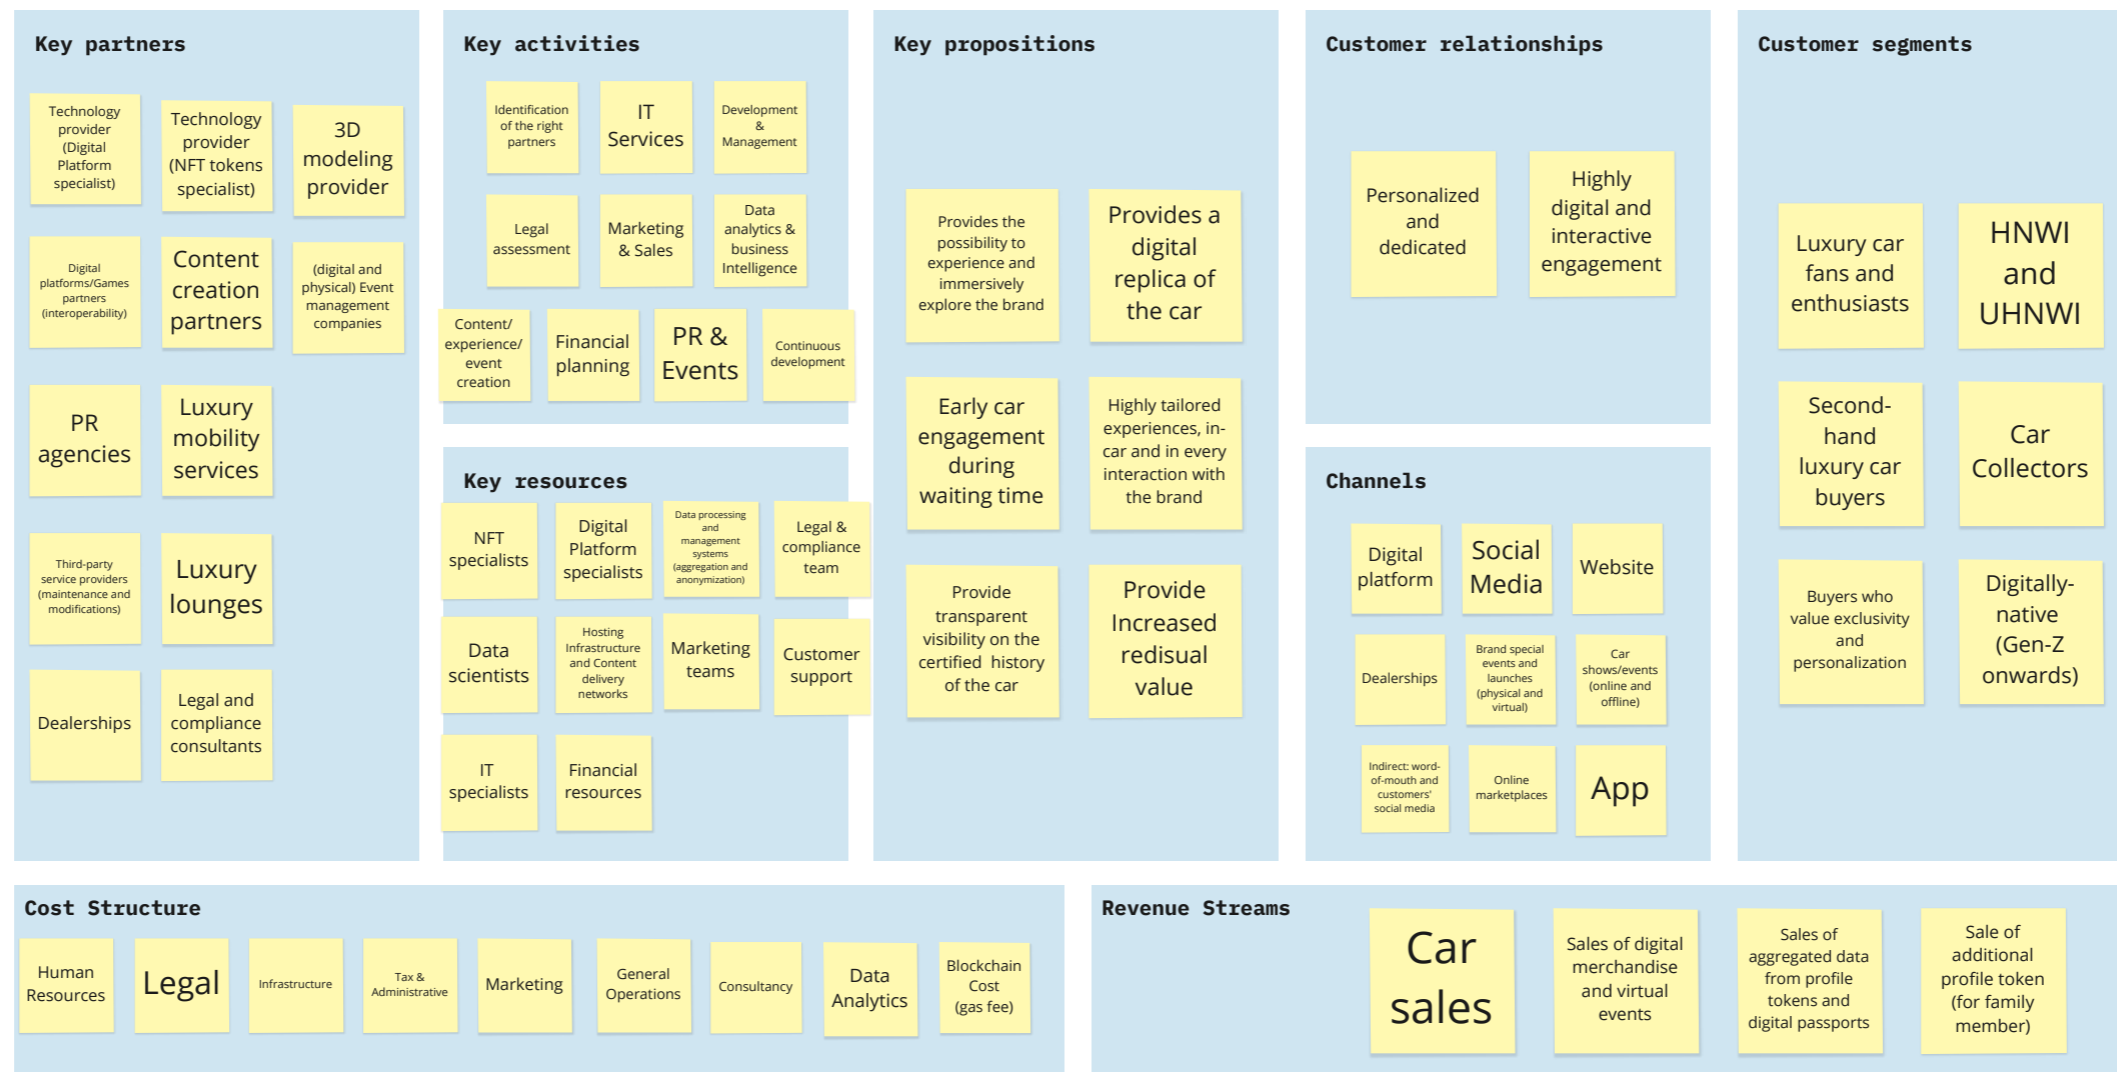 Key partners
Technology
provider
(Digital
Platform
specialist)
Technology
provider
(NFT tokens
specialist)
3D
modeling
provider
Digital
platforms/Games
partners
(interoperability)
Content
creation
partners
(digital and
physical) Event
management
companies
PR
agencies
Luxury
mobility
services
Third-party
service providers
(maintenance and
modifications)
Luxury
lounges
Dealerships
Legal and
compliance
consultants
Key activities
Identification
of the right
partners
IT
Services
Development
&
Management
Legal
assessment
Marketing
& Sales
Data
analytics &
business
Intelligence
Content/
experience/
event
creation
Financial
planning
PR &
Events
Continuous
development
Key resources
NFT
specialists
Digital
Platform
specialists
Data processing
and
management
systems
(aggregation and
anonymization)
Legal &
compliance
team
Data
scientists
Hosting
Infrastructure
and Content
delivery
networks
Marketing
teams
Customer
support
IT
specialists
Financial
resources
Key propositions
Provides the
possibility to
experience and
immersively
explore the brand
Provides a
digital
replica of
the car
Early car
engagement
during
waiting time
Highly tailored
experiences, in-
car and in every
interaction with
the brand
Provide
transparent
visibility on the
certified history
of the car
Provide
Increased
redisual
value
Customer relationships
Personalized
and
dedicated
Highly
digital and
interactive
engagement
Channels
Digital
platform
Social
Media
Website
Dealerships
Brand special
events and
launches
(physical and
virtual)
Car
shows/events
(online and
offline)
Indirect: word-
of-mouth and
customers'
social media
Online
marketplaces
App
Customer segments
Luxury car
fans and
enthusiasts
HNWI
and
UHNWI
Second-
hand
luxury car
buyers
Car
Collectors
Buyers who
value exclusivity
and
personalization
Digitally-
native
(Gen-Z
onwards)
Cost Structure
Human
Resources
Legal
Infrastructure
Tax &
Administrative
Marketing
General
Operations
Consultancy
Data
Analytics
Blockchain
Cost
(gas fee)
Revenue Streams
Car
sales
Sales of digital
merchandise
and virtual
events
Sales of
aggregated data
from profile
tokens and
digital passports
Sale of
additional
profile token
(for family
member)